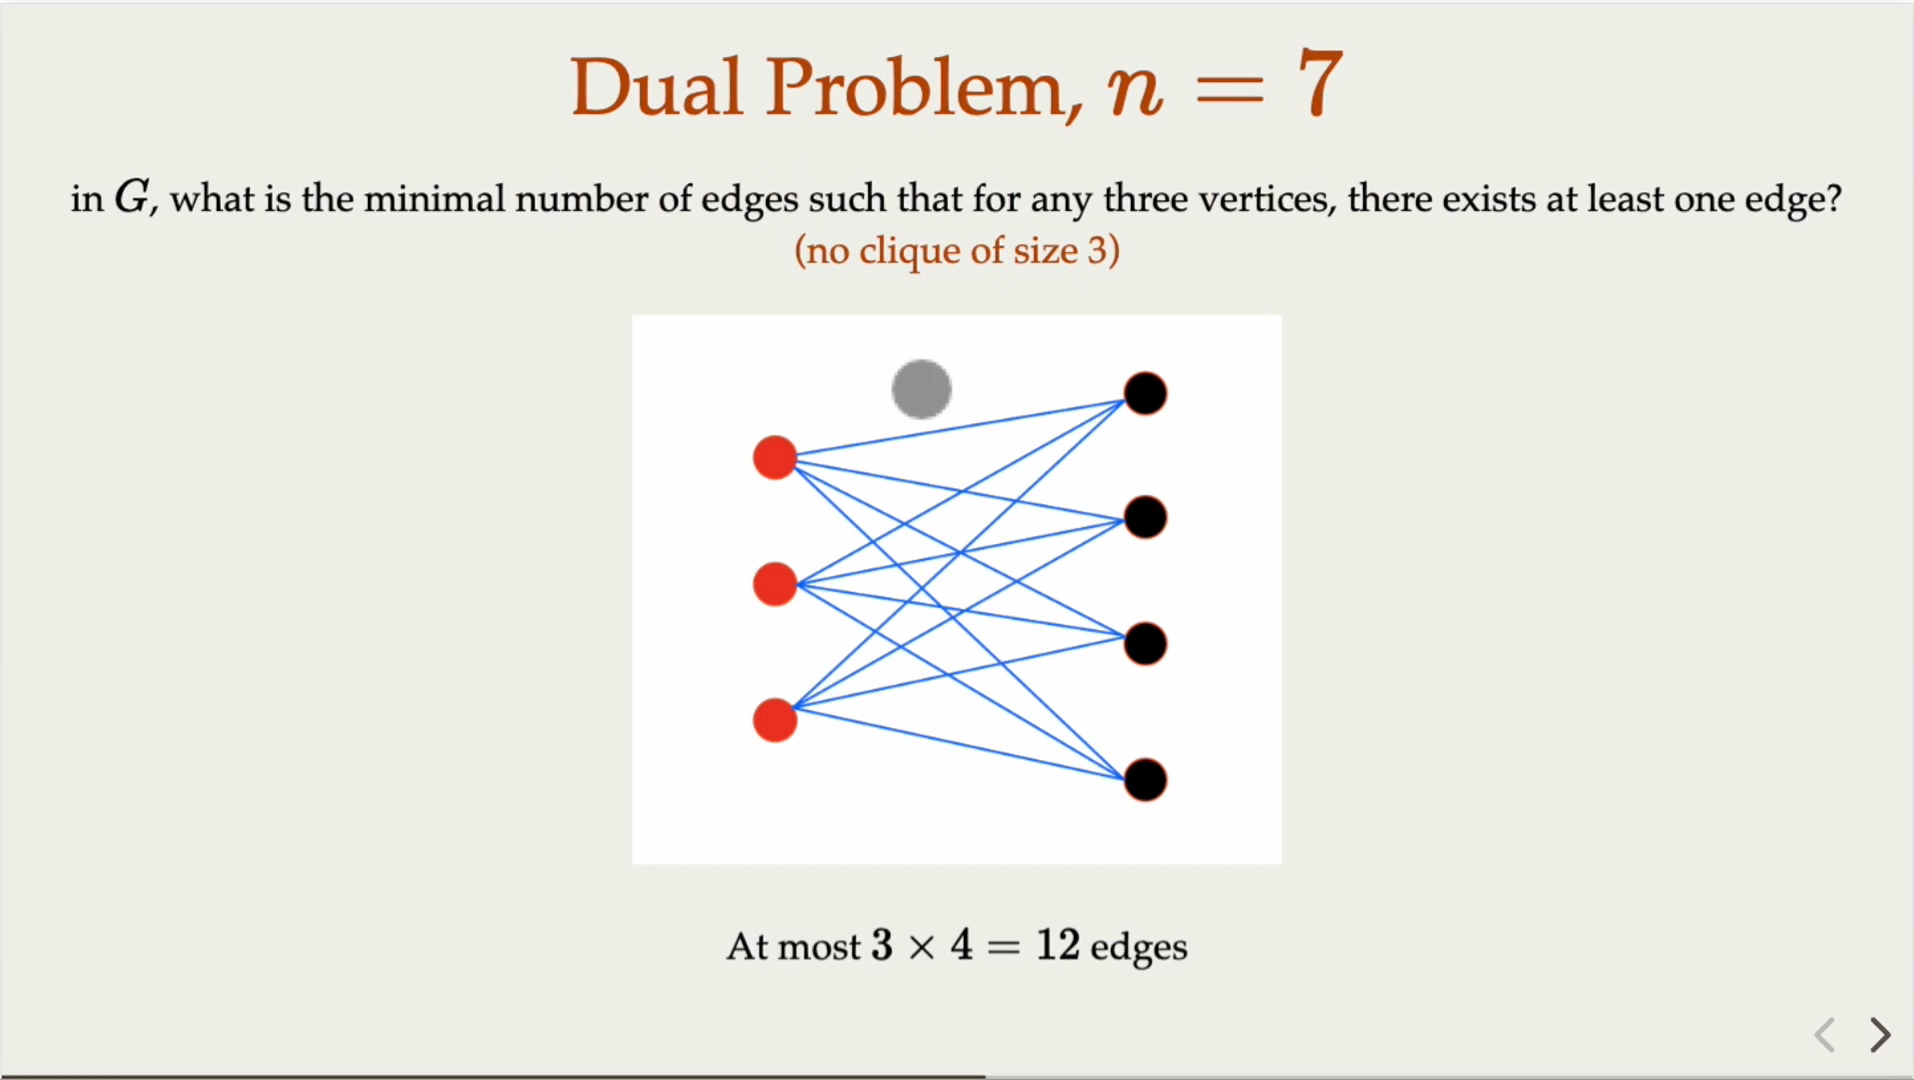 Dual Problem, n = 7
in G, what is the minimal number of edges such that for any three vertices, there exists at least one edge?
(no clique of size 3)
At most 3 × 4 = 12 edges